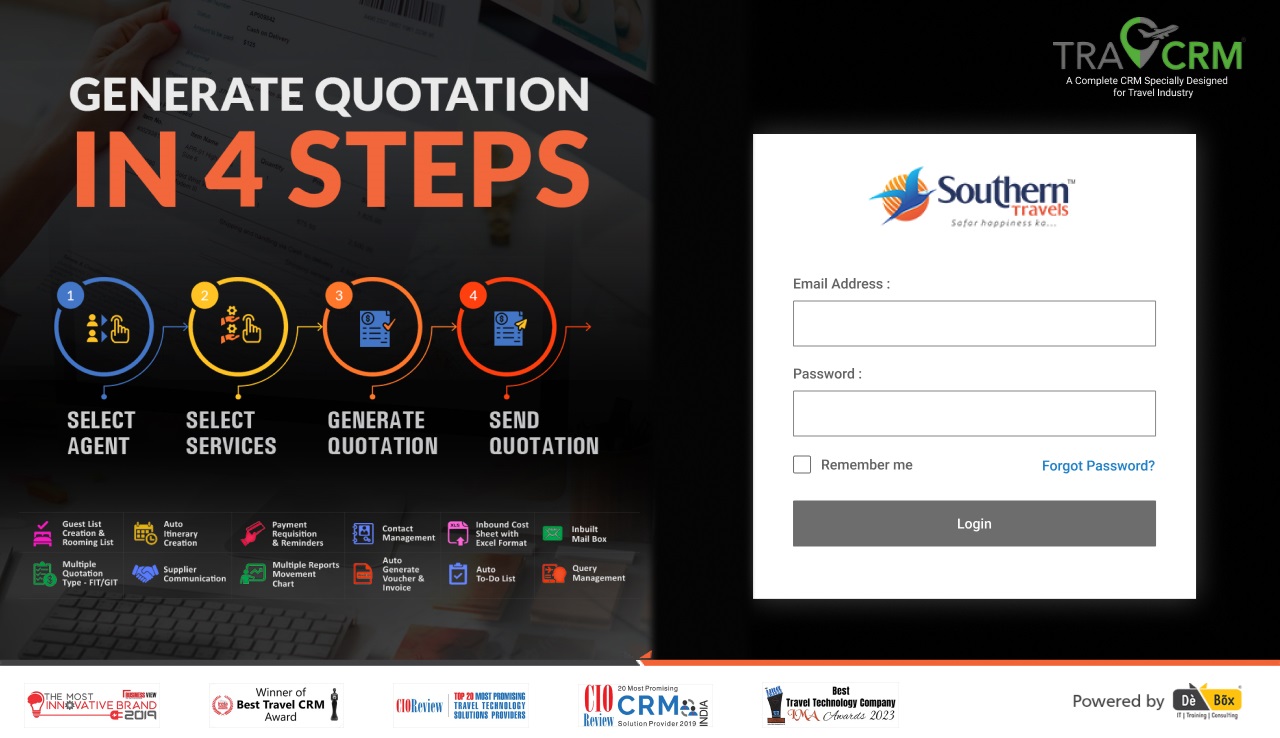 GENERATE QUOTATION
IN 4 STEPS
1
2
3
4
SELECT
AGENT
SELECT
SERVICES
GENERATE
QUOTATION
SEND
QUOTATION
Guest List
Creation &
Rooming List
Auto
Itinerary
Creation
Payment
Requisition
& Reminders
Contact
Management
Inbound Cost
Sheet with
Excel Format
Inbuilt
Mail Box
Multiple
Quotation
Type - FIT/GIT
Supplier
Communication
Multiple Reports
Movement
Chart
Auto
Generate
Voucher &
Invoice
Auto
To-Do List
Query
Management
TRAVCRM
A Complete CRM Specially Designed
for Travel Industry
Southern™
Travels
Safar happiness ka...
Email Address :
Password :
Remember me
Forgot Password?
Login
THE MOST
BUSINESS VIEW
INNOVATIVE BRAND
2019
Winner of
Best Travel CRM
Award
CIOReview
TOP 20 MOST PROMISING
TRAVEL TECHNOLOGY
SOLUTIONS PROVIDERS
CIO
Review
20 Most Promising
CRM
INDIA
Solution Provider 2019
Best
Travel Technology Company
Awards 2023
Powered by
Dè Bõx
IT | Training | Consulting